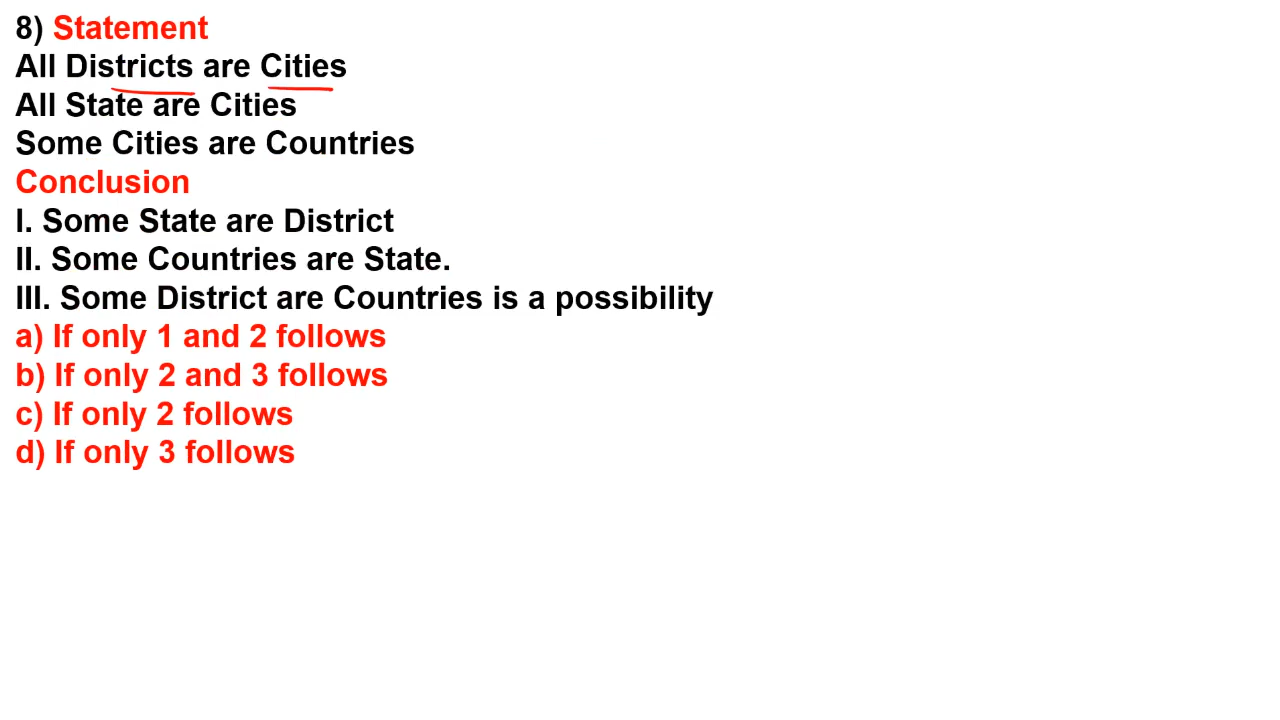 8) Statement
All Districts are Cities
All State are Cities
Some Cities are Countries
Conclusion
I. Some State are District
II. Some Countries are State.
III. Some District are Countries is a possibility
a) If only 1 and 2 follows
b) If only 2 and 3 follows
c) If only 2 follows
d) If only 3 follows